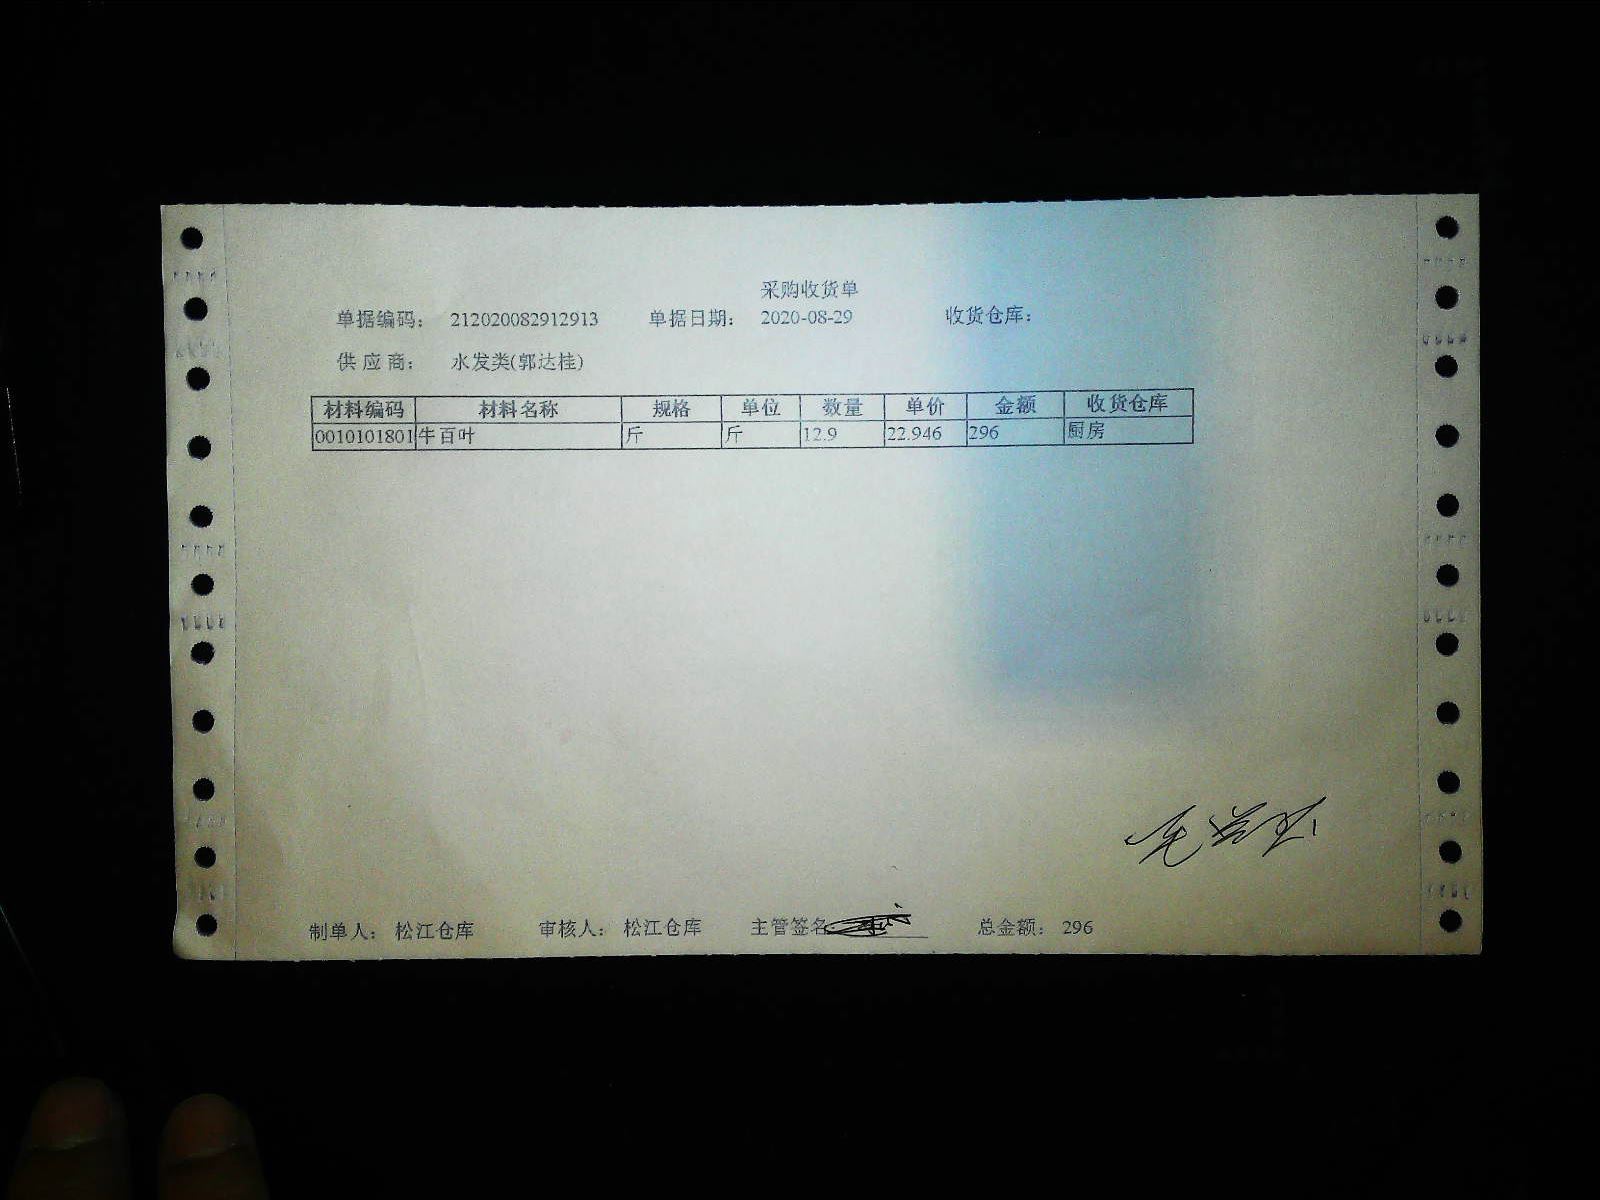 采购收货单
单据编码： 212020082912913 单据日期： 2020-08-29 收货仓库：
供 应 商： 水发类(郭达桂)
材料编码 材料名称 规格 单位 数量 单价 金额 收货仓库
0010101801 牛百叶 斤 斤 12.9 22.946 296 厨房
制单人： 松江仓库 审核人： 松江仓库 主管签名 总金额： 296